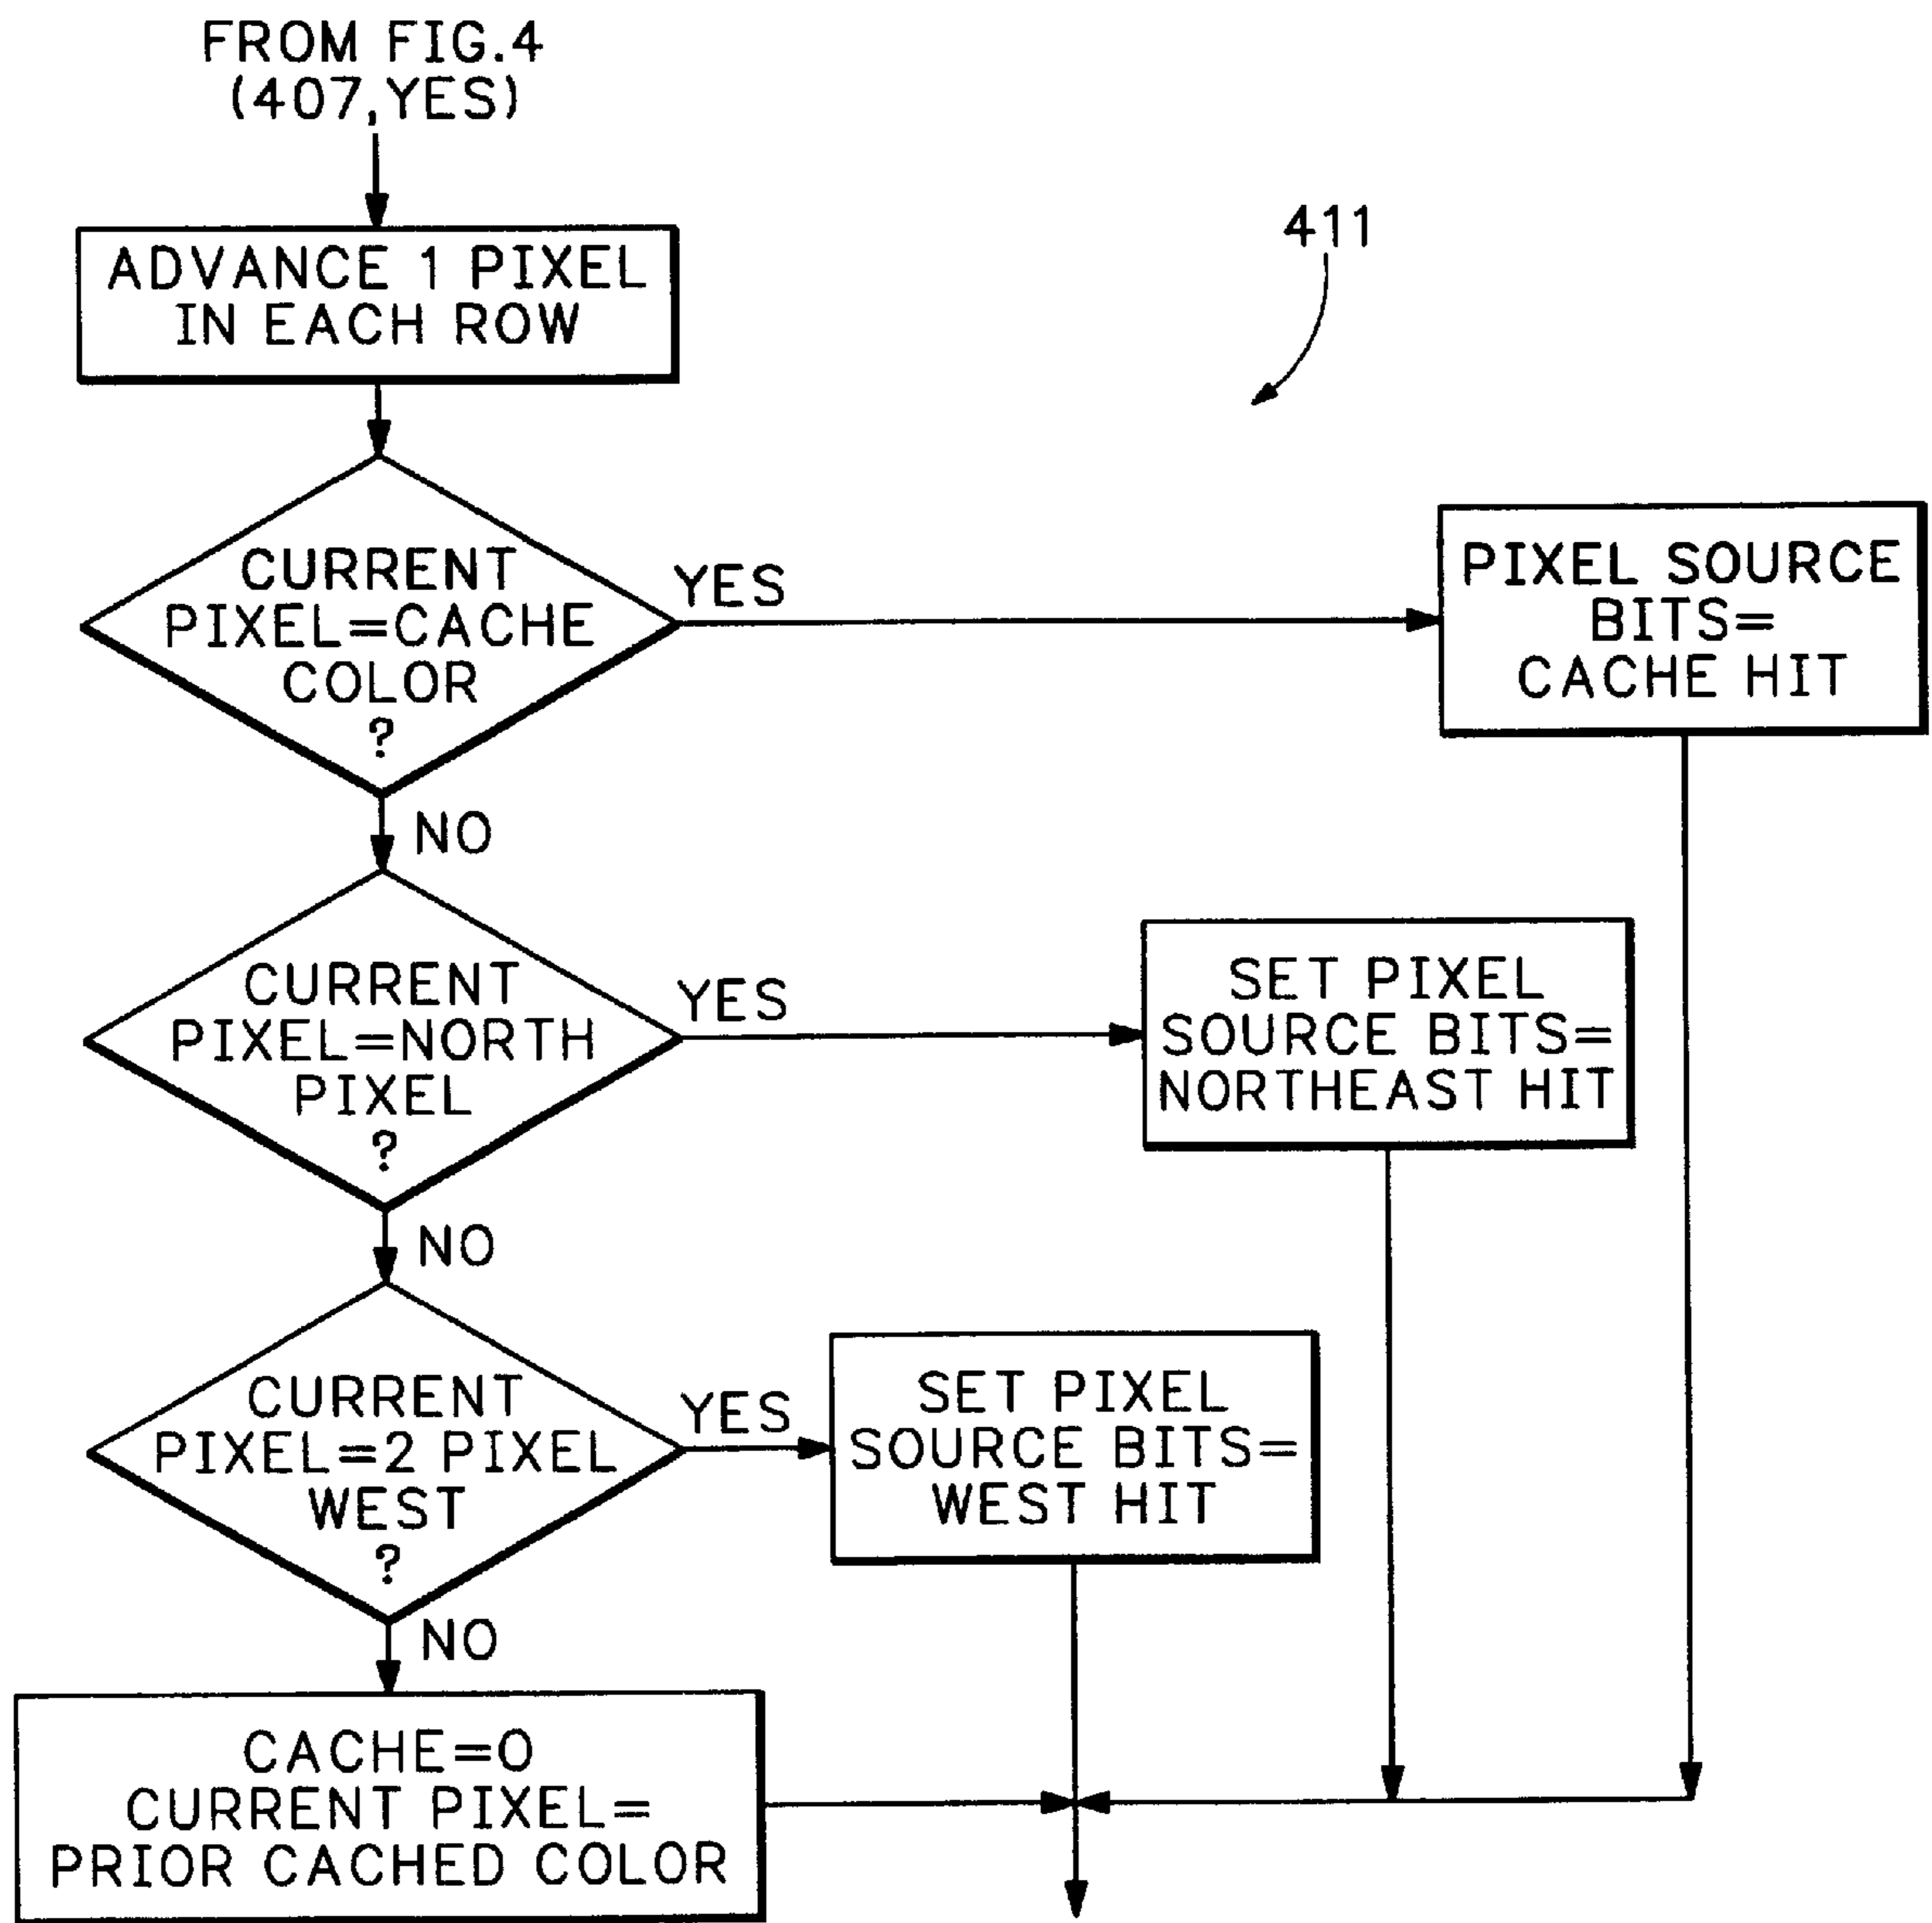 FROM FIG.4
(407,YES)
411
ADVANCE 1 PIXEL
IN EACH ROW
CURRENT
PIXEL=CACHE
COLOR
?
YES
PIXEL SOURCE
BITS=
CACHE HIT
NO
CURRENT
PIXEL=NORTH
PIXEL
?
YES
SET PIXEL
SOURCE BITS=
NORTHEAST HIT
NO
CURRENT
PIXEL=2 PIXEL
WEST
?
YES
SET PIXEL
SOURCE BITS=
WEST HIT
NO
CACHE=0
CURRENT PIXEL=
PRIOR CACHED COLOR